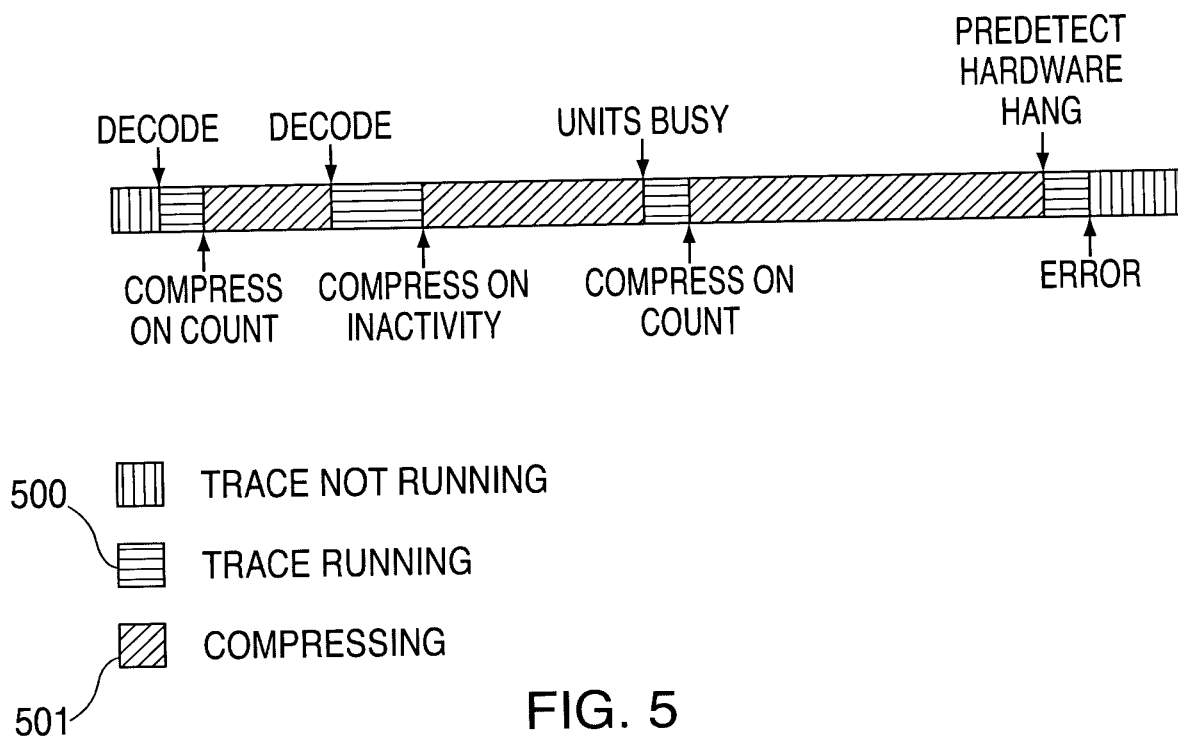 PREDETECT
HARDWARE
HANG
DECODE
DECODE
UNITS BUSY
COMPRESS
ON COUNT
COMPRESS ON
INACTIVITY
COMPRESS ON
COUNT
ERROR
500
TRACE NOT RUNNING
TRACE RUNNING
COMPRESSING
501
FIG. 5